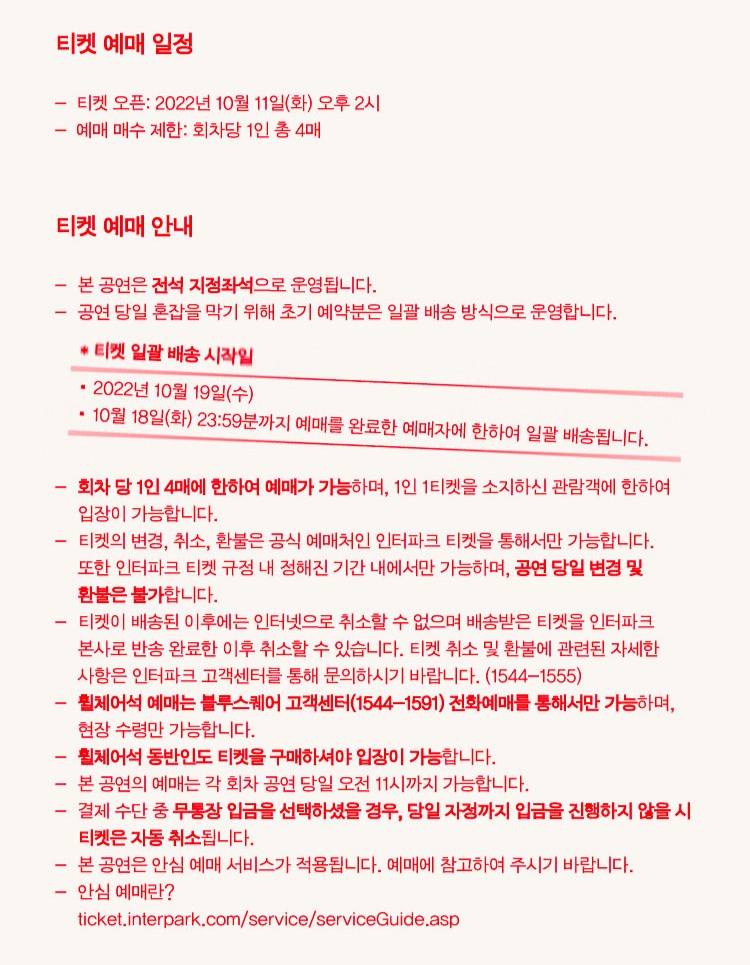 티켓 예매 일정
– 티켓 오픈: 2022년 10월 11일(화) 오후 2시
– 예매 매수 제한: 회차당 1인 총 4매
티켓 예매 안내
– 본 공연은 전석 지정좌석으로 운영됩니다.
– 공연 당일 혼잡을 막기 위해 초기 예약분은 일괄 배송 방식으로 운영합니다.
* 티켓 일괄 배송 시작일
▪ 2022년 10월 19일(수)
▪ 10월 18일(화) 23:59분까지 예매를 완료한 예매자에 한하여 일괄 배송됩니다.
– 회차 당 1인 4매에 한하여 예매가 가능하며, 1인 1티켓을 소지하신 관람객에 한하여
입장이 가능합니다.
– 티켓의 변경, 취소, 환불은 공식 예매처인 인터파크 티켓을 통해서만 가능합니다.
또한 인터파크 티켓 규정 내 정해진 기간 내에서만 가능하며, 공연 당일 변경 및
환불은 불가합니다.
– 티켓이 배송된 이후에는 인터넷으로 취소할 수 없으며 배송받은 티켓을 인터파크
본사로 반송 완료한 이후 취소할 수 있습니다. 티켓 취소 및 환불에 관련된 자세한
사항은 인터파크 고객센터를 통해 문의하시기 바랍니다. (1544–1555)
– 휠체어석 예매는 블루스퀘어 고객센터(1544–1591) 전화예매를 통해서만 가능하며,
현장 수령만 가능합니다.
– 휠체어석 동반인도 티켓을 구매하셔야 입장이 가능합니다.
– 본 공연의 예매는 각 회차 공연 당일 오전 11시까지 가능합니다.
– 결제 수단 중 무통장 입금을 선택하셨을 경우, 당일 자정까지 입금을 진행하지 않을 시
티켓은 자동 취소됩니다.
– 본 공연은 안심 예매 서비스가 적용됩니다. 예매에 참고하여 주시기 바랍니다.
– 안심 예매란?
ticket.interpark.com/service/serviceGuide.asp